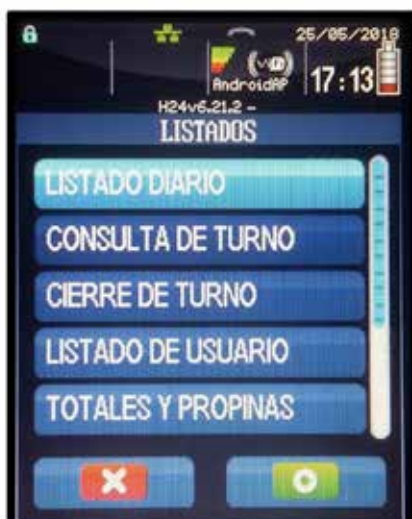 25/05/2018
AndroidAP
17:13
H24v6.21.2 -
LISTADOS
LISTADO DIARIO
CONSULTA DE TURNO
CIERRE DE TURNO
LISTADO DE USUARIO
TOTALES Y PROPINAS